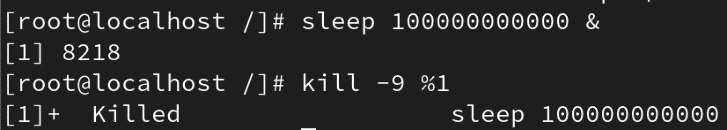 [root@localhost /]# sleep 100000000000 &
[1] 8218
[root@localhost /]# kill -9 %1
[1]+  Killed                  sleep 100000000000